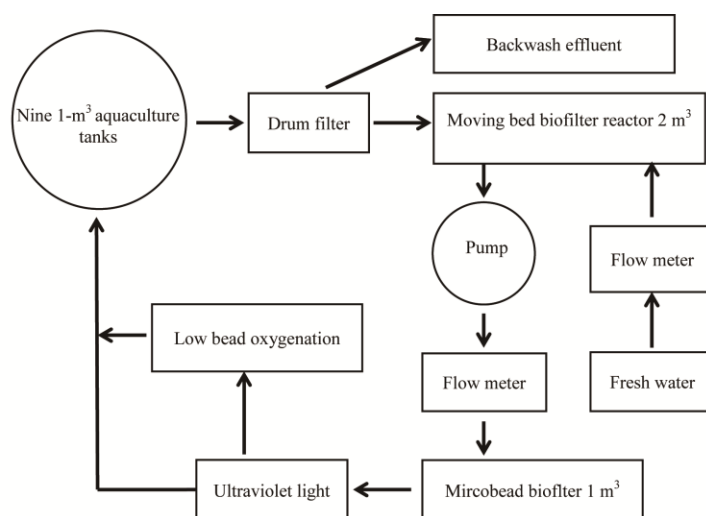 Backwash effluent
Nine 1-m³ aquaculture
tanks
Drum filter
Moving bed biofilter reactor 2 m³
Pump
Flow meter
Low bead oxygenation
Flow meter
Fresh water
Ultraviolet light
Mircobead bioflter 1 m³